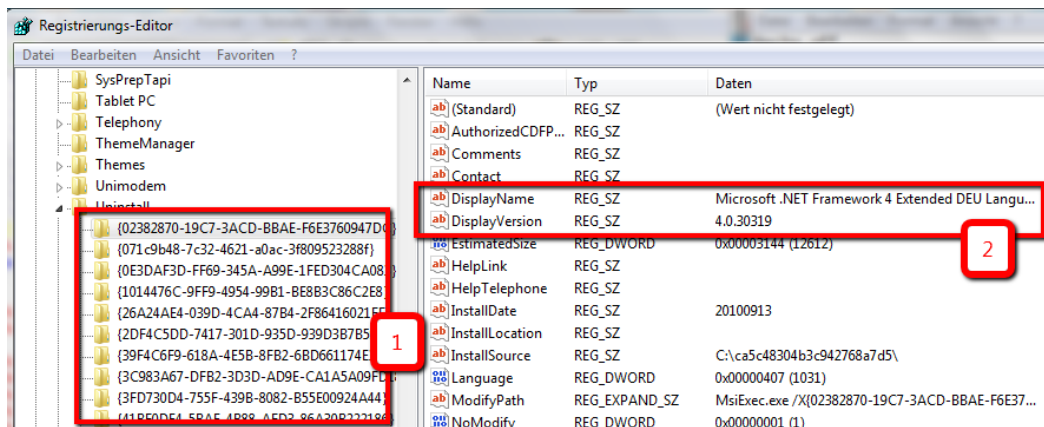 Registrierungs-Editor
Datei Bearbeiten Ansicht Favoriten ?
SysPrepTapi
Tablet PC
Telephony
ThemeManager
Themes
Unimodem
Uninstall
{02382870-19C7-3ACD-BBAE-F6E3760947DC}
{071c9b48-7c32-4621-a0ac-3f809523288f}
{0E3DAF3D-FF69-345A-A99E-1FED304CA083}
{1014476C-9FF9-4954-99B1-BE8B3C86C2E8}
{26A24AE4-039D-4CA4-87B4-2F86416021FF}
{2DF4C5DD-7417-301D-935D-939D3B7B5
{39F4C6F9-618A-4E5B-8FB2-6BD661174E
{3C983A67-DFB2-3D3D-AD9E-CA1A5A09FD
{3FD730D4-755F-439B-8082-B55E00924A44}
1
Name Typ Daten
(Standard) REG_SZ (Wert nicht festgelegt)
AuthorizedCDFP... REG_SZ
Comments REG_SZ
Contact REG_SZ
DisplayName REG_SZ Microsoft .NET Framework 4 Extended DEU Langu...
DisplayVersion REG_SZ 4.0.30319
EstimatedSize REG_DWORD 0x00003144 (12612)
HelpLink REG_SZ
HelpTelephone REG_SZ
InstallDate REG_SZ 20100913
InstallLocation REG_SZ
InstallSource REG_SZ C:\ca5c48304b3c942768a7d5\
Language REG_DWORD 0x00000407 (1031)
ModifyPath REG_EXPAND_SZ MsiExec.exe /X{02382870-19C7-3ACD-BBAE-F6E37...
NoModify REG_DWORD 0x00000001 (1)
2